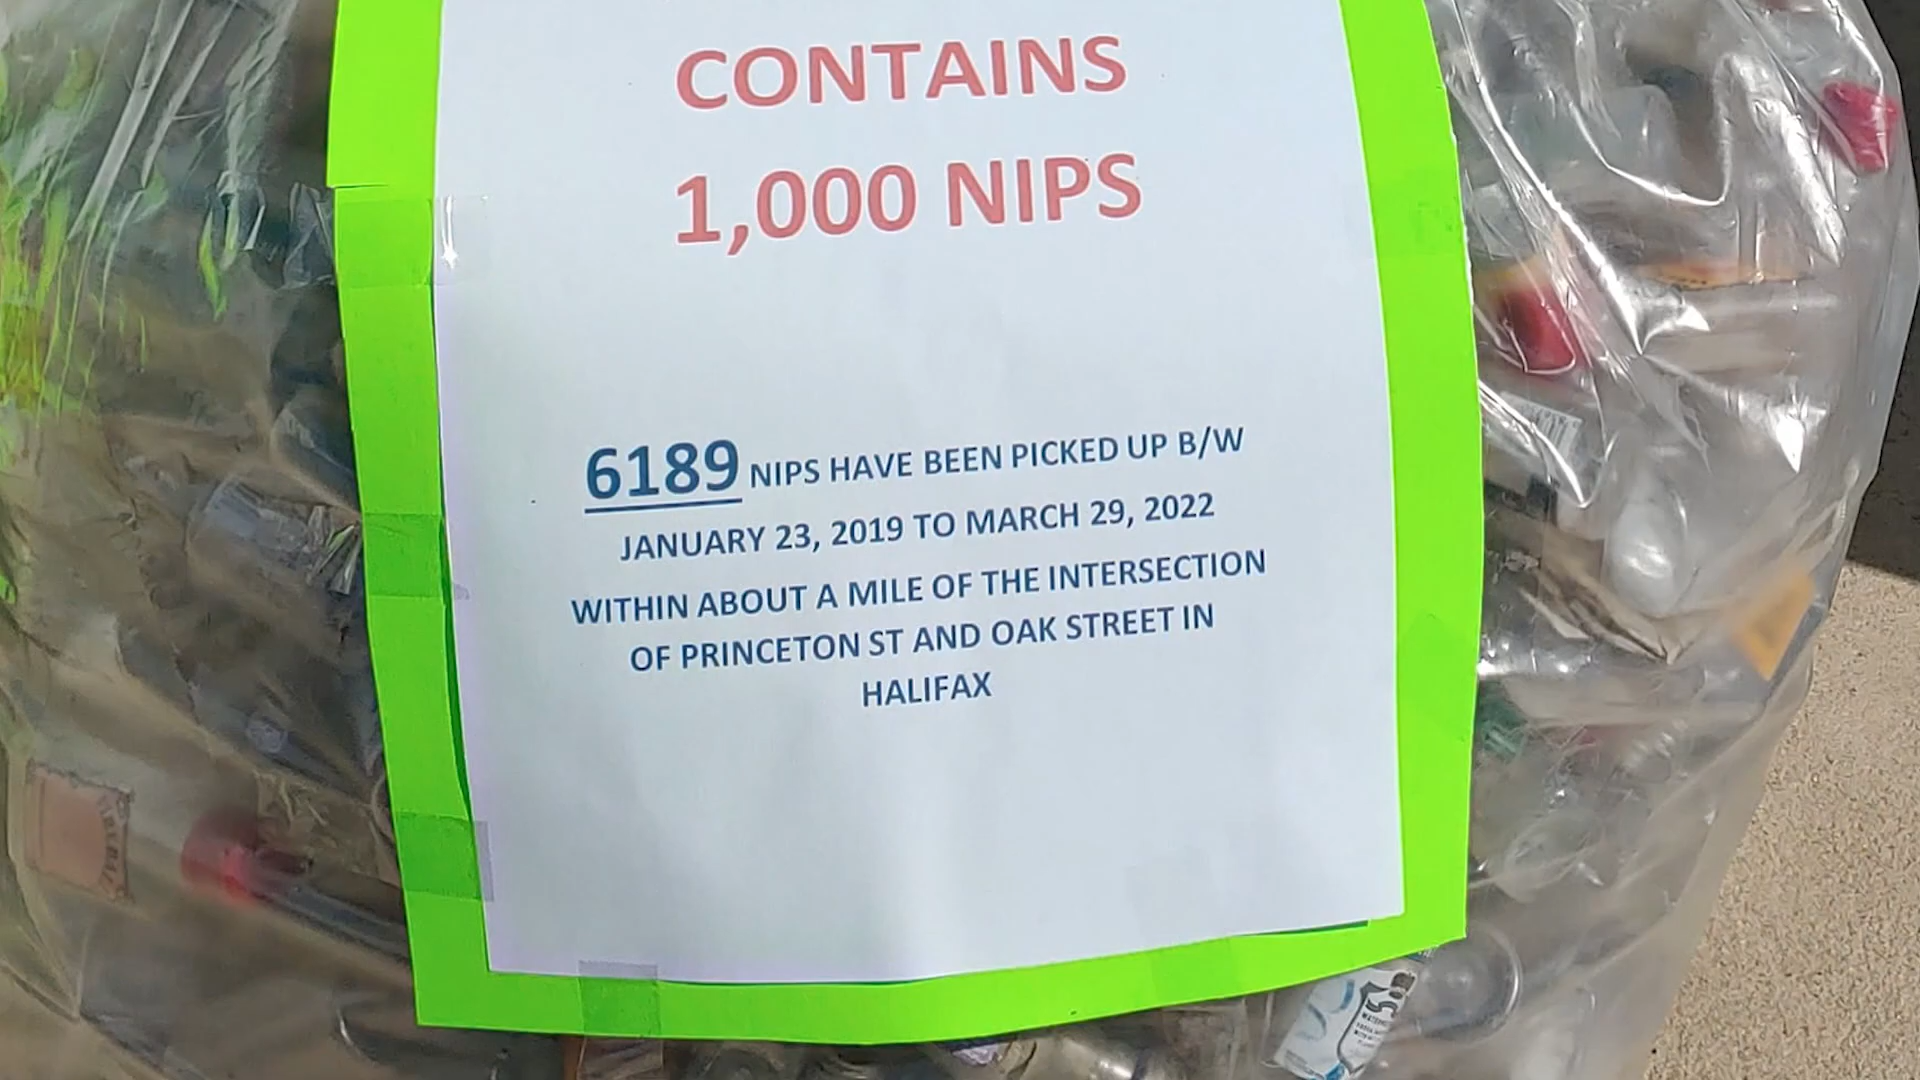 CONTAINS
1,000 NIPS
6189 NIPS HAVE BEEN PICKED UP B/W
JANUARY 23, 2019 TO MARCH 29, 2022
WITHIN ABOUT A MILE OF THE INTERSECTION
OF PRINCETON ST AND OAK STREET IN
HALIFAX